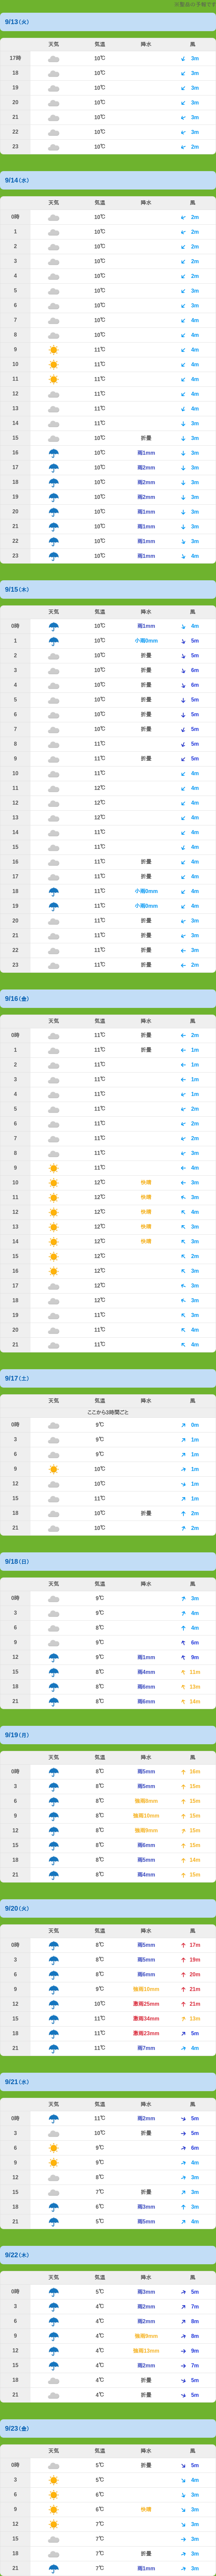 ※電池の予報です
9/13(火)
天気 気温 降水 風
17時 10℃ 3m
18 10℃ 3m
19 10℃ 3m
20 10℃ 3m
21 10℃ 3m
22 10℃ 3m
23 10℃ 2m
9/14(水)
天気 気温 降水 風
0時 10℃ 2m
1 10℃ 2m
2 10℃ 2m
3 10℃ 2m
4 10℃ 2m
5 10℃ 3m
6 10℃ 3m
7 10℃ 4m
8 10℃ 4m
9 11℃ 4m
10 11℃ 4m
11 11℃ 4m
12 11℃ 4m
13 11℃ 4m
14 11℃ 3m
15 10℃ 折畳 3m
16 10℃ 雨1mm 3m
17 10℃ 雨2mm 3m
18 10℃ 雨2mm 3m
19 10℃ 雨2mm 3m
20 10℃ 雨1mm 3m
21 10℃ 雨1mm 3m
22 10℃ 雨1mm 3m
23 10℃ 雨1mm 4m
9/15(木)
天気 気温 降水 風
0時 10℃ 雨1mm 4m
1 10℃ 小雨0mm 5m
2 10℃ 折畳 5m
3 10℃ 折畳 6m
4 10℃ 折畳 6m
5 10℃ 折畳 5m
6 10℃ 折畳 5m
7 10℃ 折畳 5m
8 11℃ 5m
9 11℃ 折畳 5m
10 11℃ 4m
11 12℃ 4m
12 12℃ 4m
13 12℃ 4m
14 11℃ 4m
15 11℃ 4m
16 11℃ 折畳 4m
17 11℃ 折畳 4m
18 11℃ 小雨0mm 4m
19 11℃ 小雨0mm 4m
20 11℃ 折畳 3m
21 11℃ 折畳 3m
22 11℃ 折畳 3m
23 11℃ 折畳 2m
9/16(金)
天気 気温 降水 風
0時 11℃ 折畳 2m
1 11℃ 折畳 1m
2 11℃ 1m
3 11℃ 1m
4 11℃ 1m
5 11℃ 2m
6 11℃ 2m
7 11℃ 2m
8 11℃ 3m
9 11℃ 4m
10 12℃ 快晴 3m
11 12℃ 快晴 3m
12 12℃ 快晴 4m
13 12℃ 快晴 3m
14 12℃ 快晴 3m
15 12℃ 2m
16 12℃ 3m
17 12℃ 3m
18 12℃ 3m
19 11℃ 3m
20 11℃ 4m
21 11℃ 4m
9/17(土)
天気 気温 降水 風
ここから3時間ごと
0時 9℃ 0m
3 9℃ 1m
6 9℃ 1m
9 10℃ 1m
12 10℃ 1m
15 11℃ 1m
18 10℃ 折畳 2m
21 10℃ 2m
9/18(日)
天気 気温 降水 風
0時 9℃ 3m
3 9℃ 4m
6 8℃ 4m
9 9℃ 6m
12 9℃ 雨1mm 9m
15 8℃ 雨4mm 11m
18 8℃ 雨6mm 13m
21 8℃ 雨6mm 14m
9/19(月)
天気 気温 降水 風
0時 8℃ 雨5mm 16m
3 8℃ 雨5mm 15m
6 8℃ 強雨8mm 15m
9 8℃ 強雨10mm 15m
12 8℃ 強雨9mm 15m
15 8℃ 雨6mm 15m
18 8℃ 雨5mm 14m
21 8℃ 雨4mm 15m
9/20(火)
天気 気温 降水 風
0時 8℃ 雨5mm 17m
3 8℃ 雨5mm 19m
6 8℃ 雨6mm 20m
9 9℃ 強雨10mm 21m
12 10℃ 激雨25mm 21m
15 11℃ 激雨34mm 13m
18 11℃ 激雨23mm 5m
21 11℃ 雨7mm 4m
9/21(水)
天気 気温 降水 風
0時 11℃ 雨2mm 5m
3 10℃ 折畳 5m
6 9℃ 6m
9 9℃ 4m
12 8℃ 3m
15 7℃ 折畳 3m
18 6℃ 雨3mm 3m
21 5℃ 雨5mm 4m
9/22(木)
天気 気温 降水 風
0時 5℃ 雨3mm 5m
3 4℃ 雨2mm 7m
6 4℃ 雨2mm 8m
9 4℃ 強雨9mm 8m
12 4℃ 強雨13mm 9m
15 4℃ 雨2mm 7m
18 4℃ 折畳 5m
21 4℃ 折畳 5m
9/23(金)
天気 気温 降水 風
0時 5℃ 折畳 5m
3 5℃ 4m
6 6℃ 3m
9 6℃ 快晴 3m
12 7℃ 3m
15 7℃ 3m
18 7℃ 折畳 3m
21 7℃ 雨1mm 3m